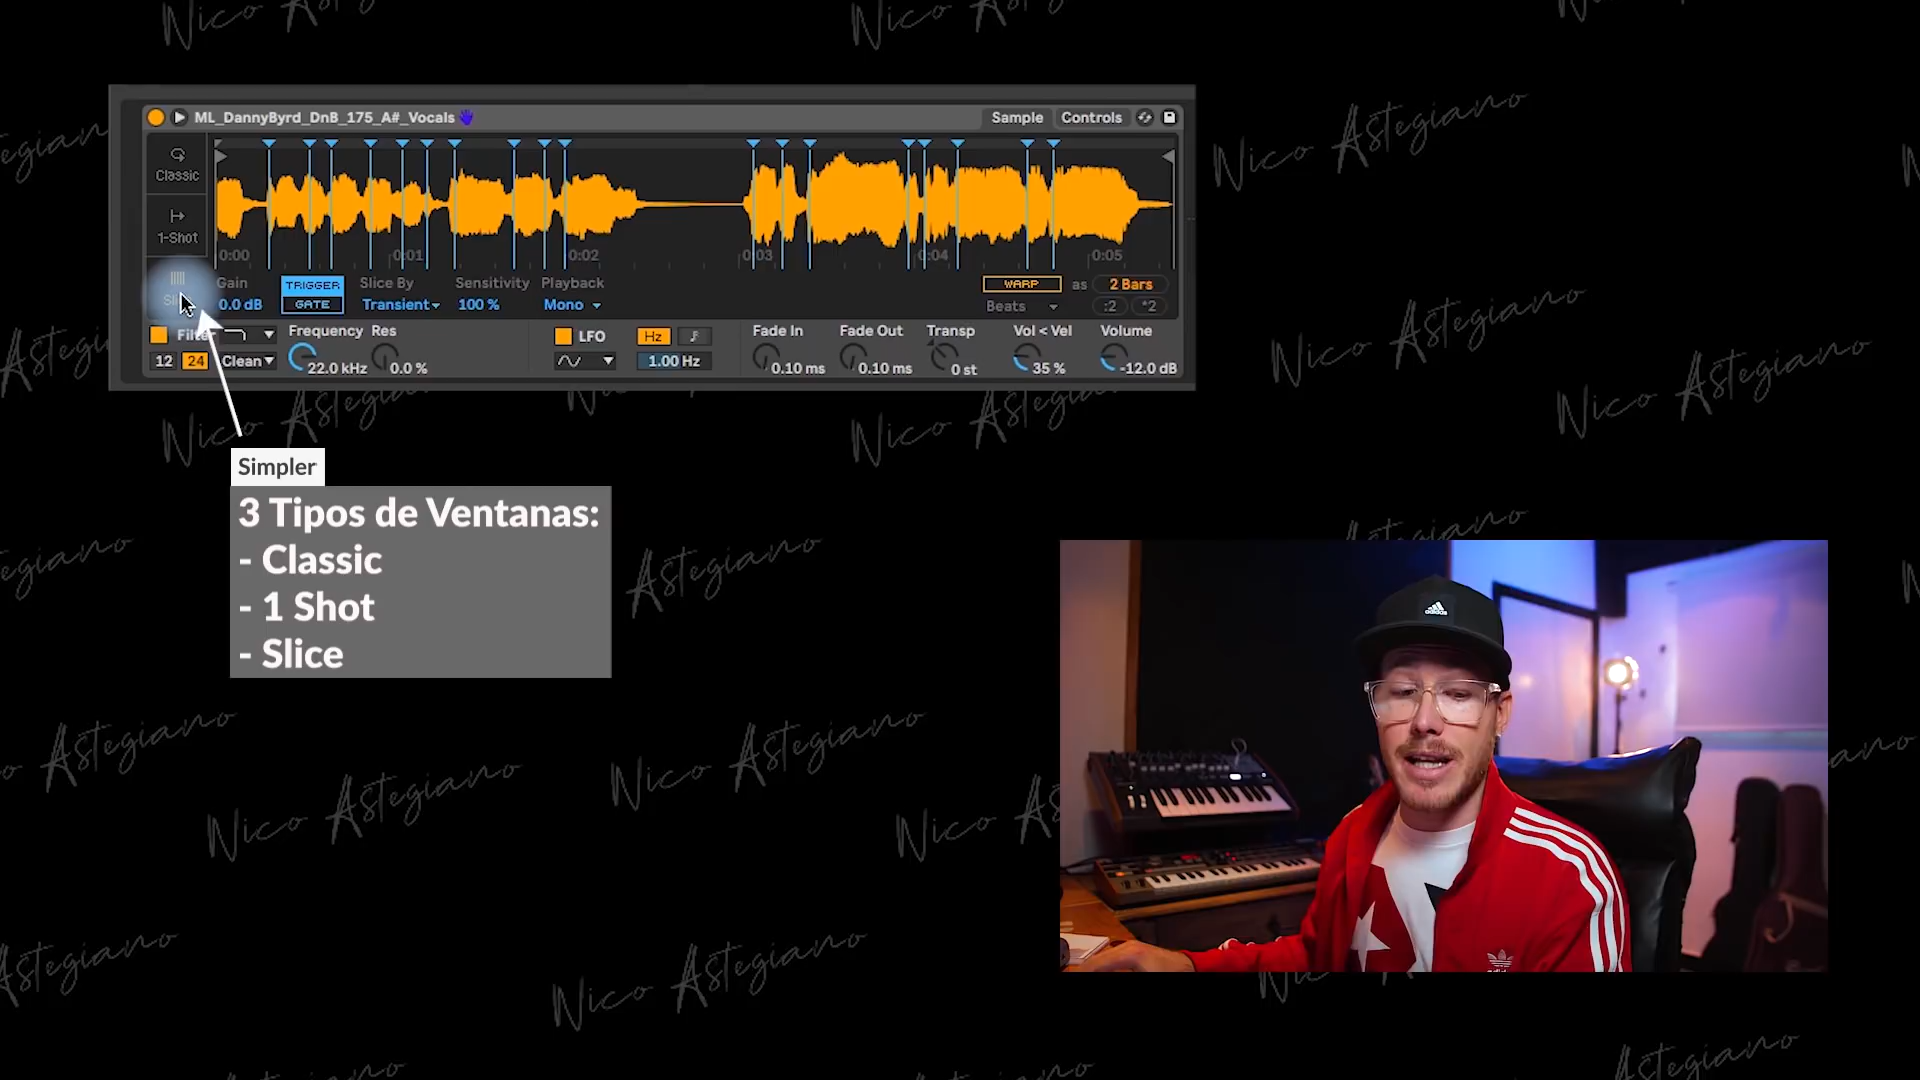 ML_DannyByrd_DnB_175_A#_Vocals
Sample
Controls
Classic
1-Shot
0:00
0:01
0:02
0:03
0:04
0:05
Gain
0.0 dB
TRIGGER
GATE
Slice By
Transient
Sensitivity
100 %
Playback
Mono
WARP
as
2 Bars
Beats
:2
*2
Filter
12
24
Clean
Frequency
22.0 kHz
Res
0.0 %
LFO
Hz
1.00 Hz
Fade In
0.10 ms
Fade Out
0.10 ms
Transp
0 st
Vol < Vel
35 %
Volume
-12.0 dB
Simpler
3 Tipos de Ventanas:
- Classic
- 1 Shot
- Slice
adidas
Nico Astegiano